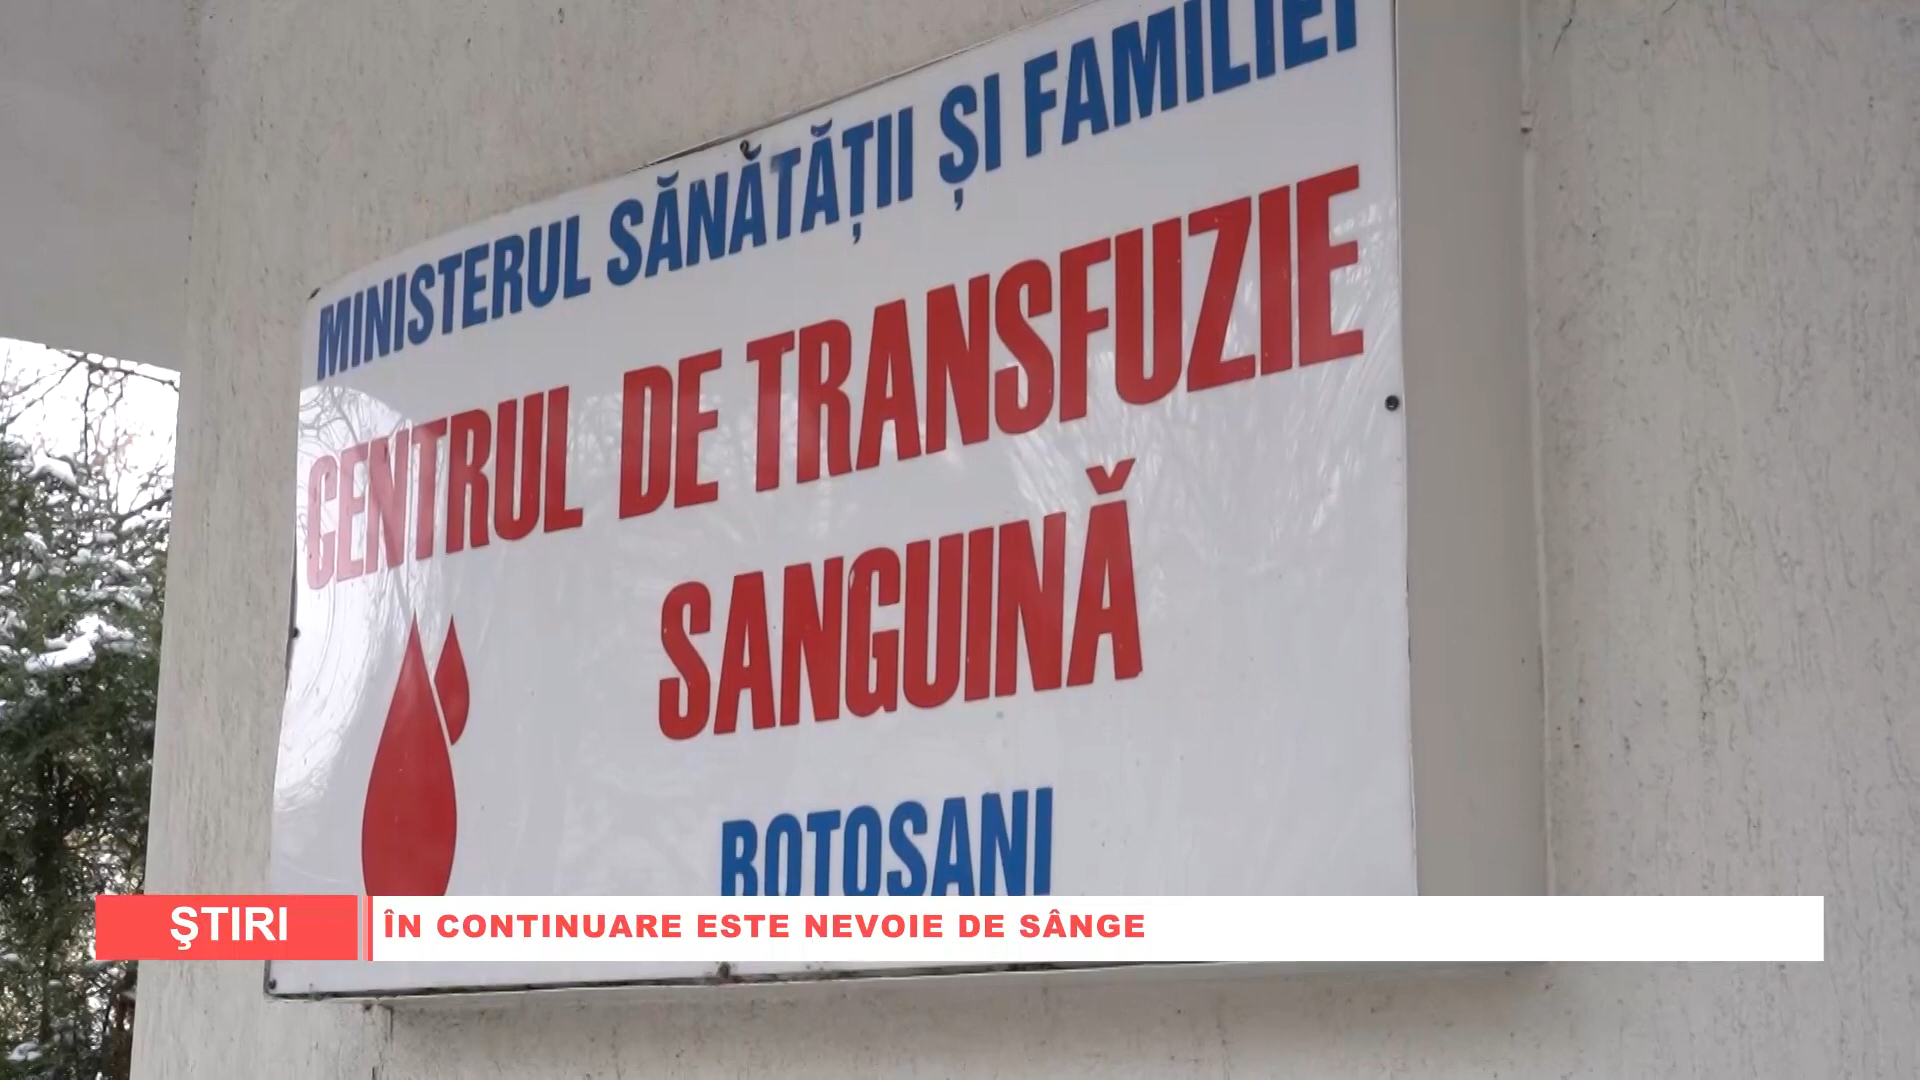 MINISTERUL SĂNĂTĂȚII ȘI FAMILIEI
CENTRUL DE TRANSFUZIE
SANGUINĂ
BOTOSANI
ŞTIRI
ÎN CONTINUARE ESTE NEVOIE DE SÂNGE